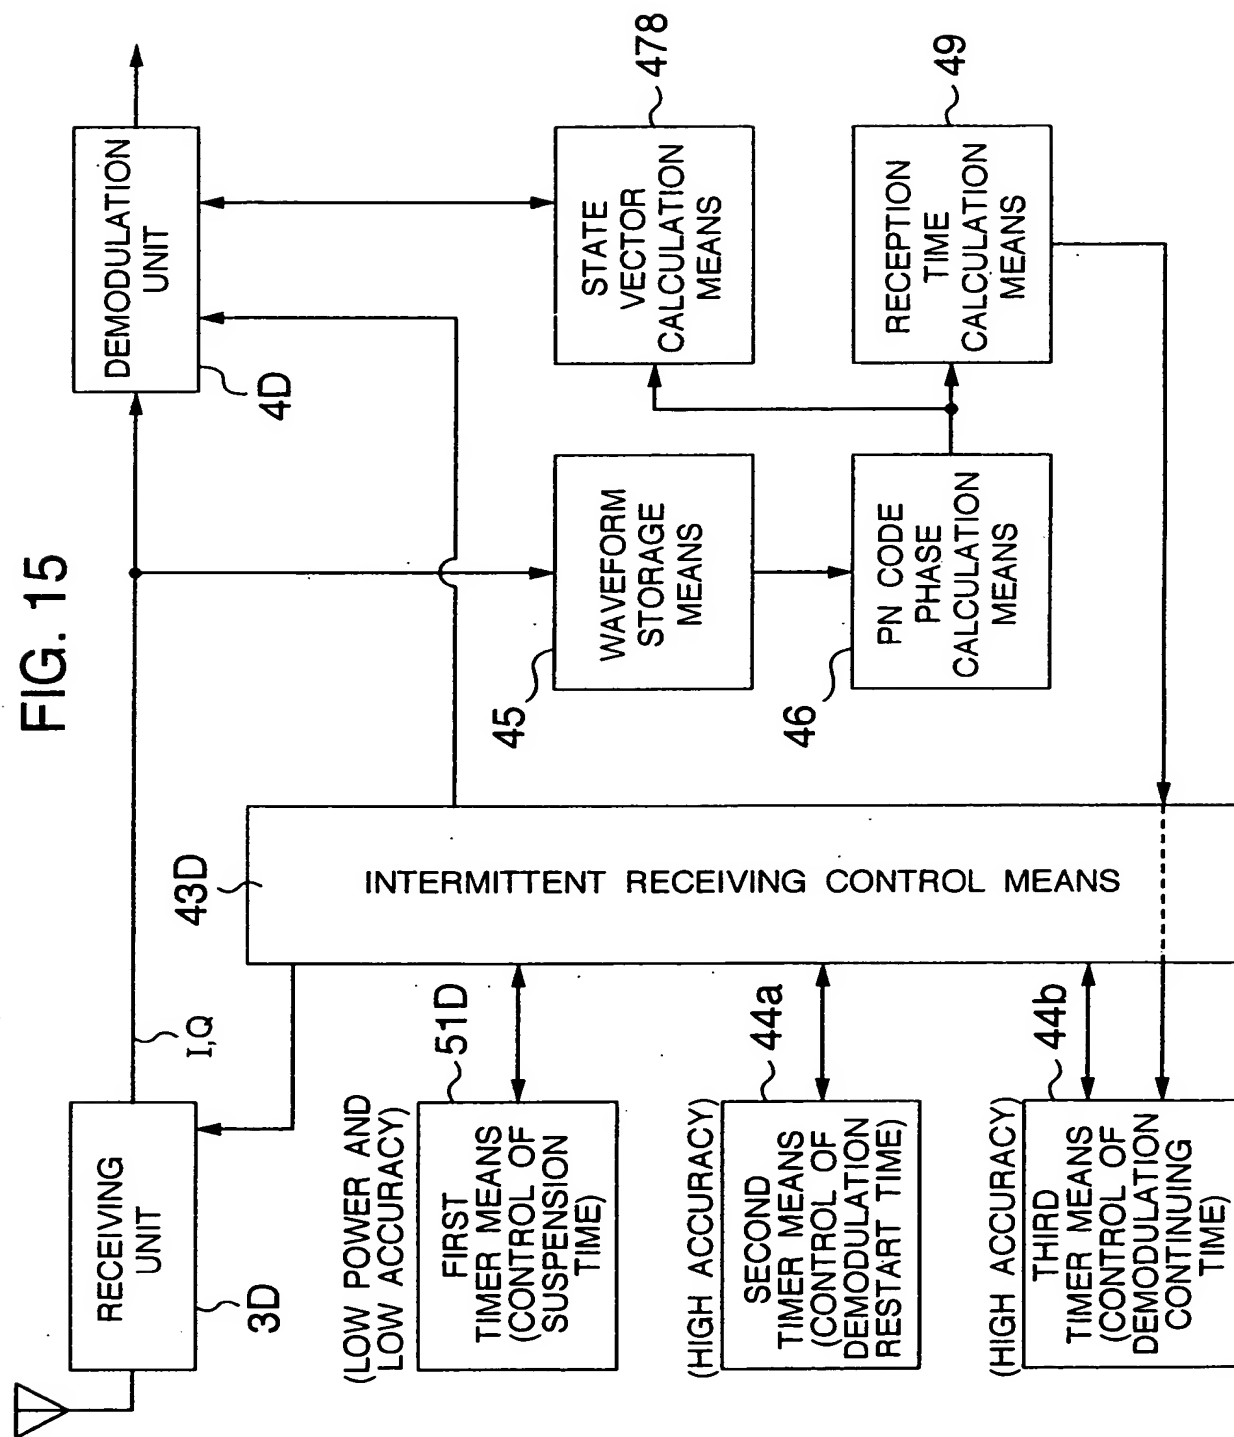 FIG. 15
RECEIVING
UNIT
3D
I,Q
DEMODULATION
UNIT
4D
43D
INTERMITTENT RECEIVING CONTROL MEANS
(LOW POWER AND
LOW ACCURACY)
51D
FIRST
TIMER MEANS
(CONTROL OF
SUSPENSION
TIME)
(HIGH ACCURACY)
44a
SECOND
TIMER MEANS
(CONTROL OF
DEMODULATION
RESTART TIME)
(HIGH ACCURACY)
44b
THIRD
TIMER MEANS
(CONTROL OF
DEMODULATION
CONTINUING
TIME)
45
WAVEFORM
STORAGE
MEANS
478
STATE
VECTOR
CALCULATION
MEANS
46
PN CODE
PHASE
CALCULATION
MEANS
49
RECEPTION
TIME
CALCULATION
MEANS